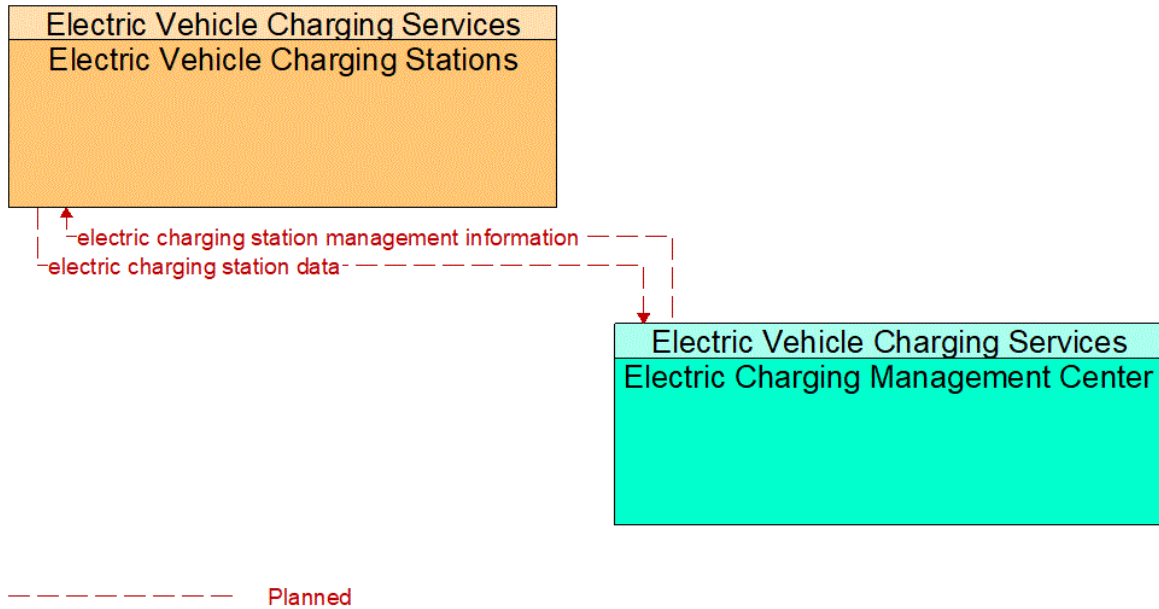 Electric Vehicle Charging Services
Electric Vehicle Charging Stations
electric charging station management information
electric charging station data
Electric Vehicle Charging Services
Electric Charging Management Center
Planned